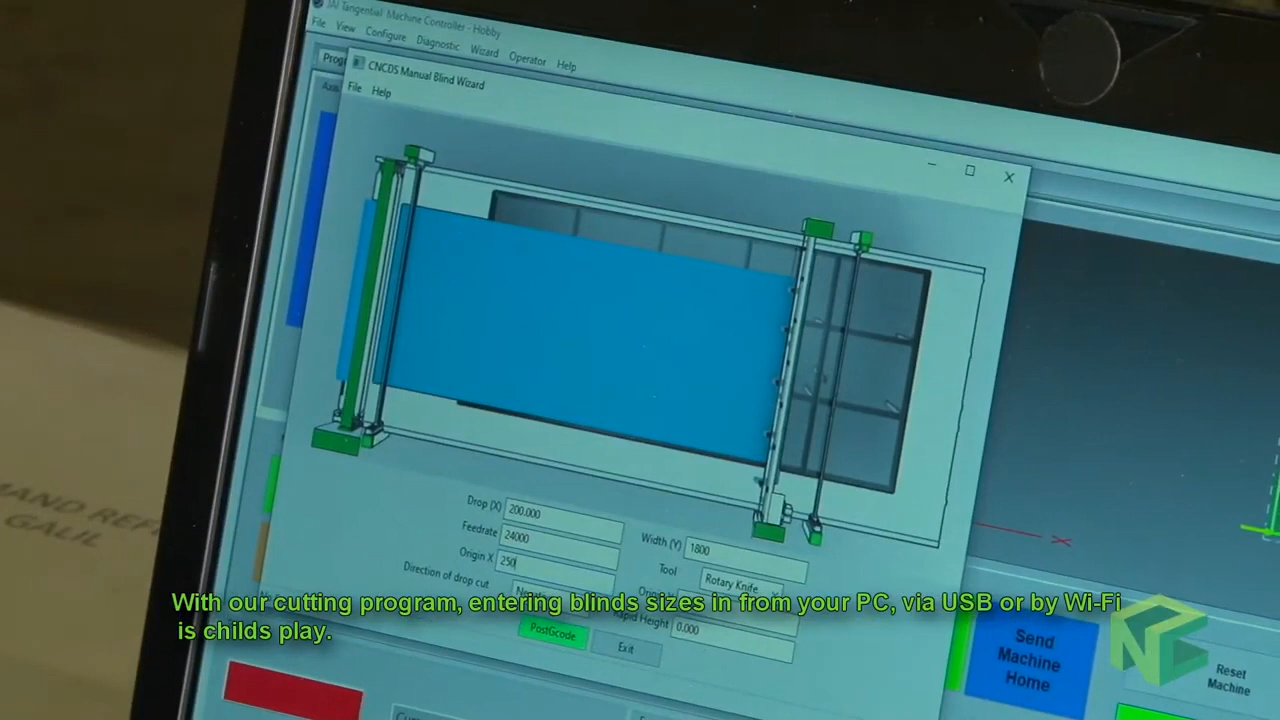 JAI Tangential Machine Controller - Hobby
File View Configure Diagnostic Wizard Operator Help
CNCDS Manual Blind Wizard
File Help
Drop (X) 200.000
Feedrate 24000
Width (Y) 1800
Origin X 250
Tool Rotary Knife
Direction of drop cut
With our cutting program, entering blinds sizes in from your PC, via USB or by Wi-Fi
is childs play.
Rapid Height 0.000
PostGcode
Exit
Send
Machine
Home
Reset
Machine
GALIL
NC